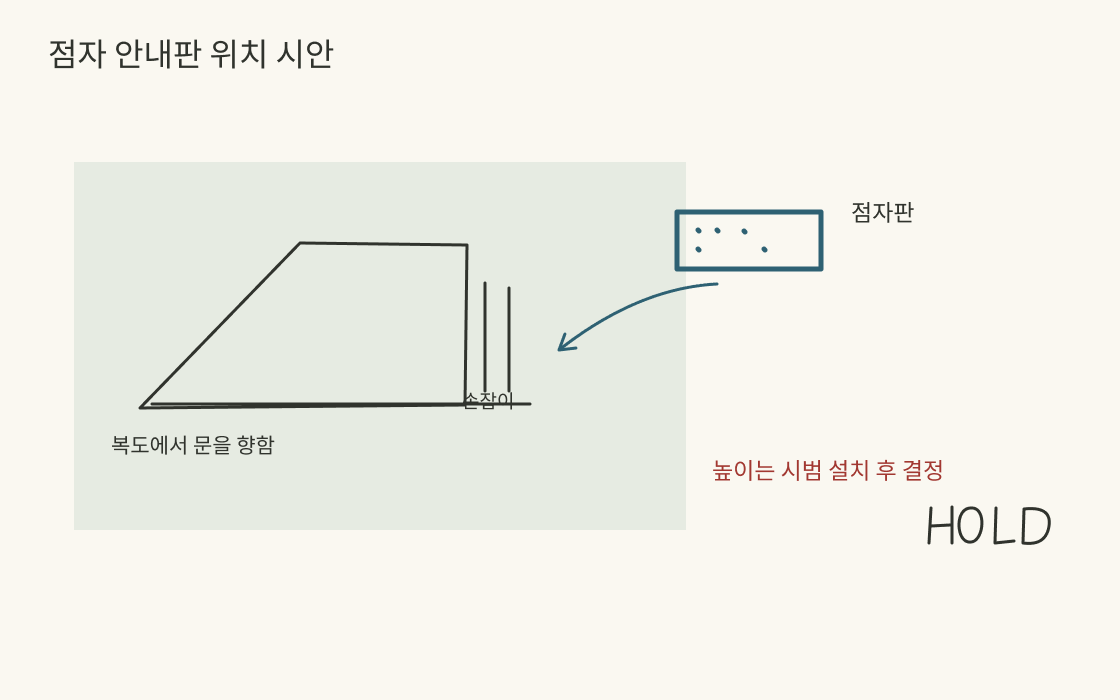 점자 안내판 위치 시안
점자판
손잡이
복도에서 문을 향함
높이는 시범 설치 후 결정
HOLD